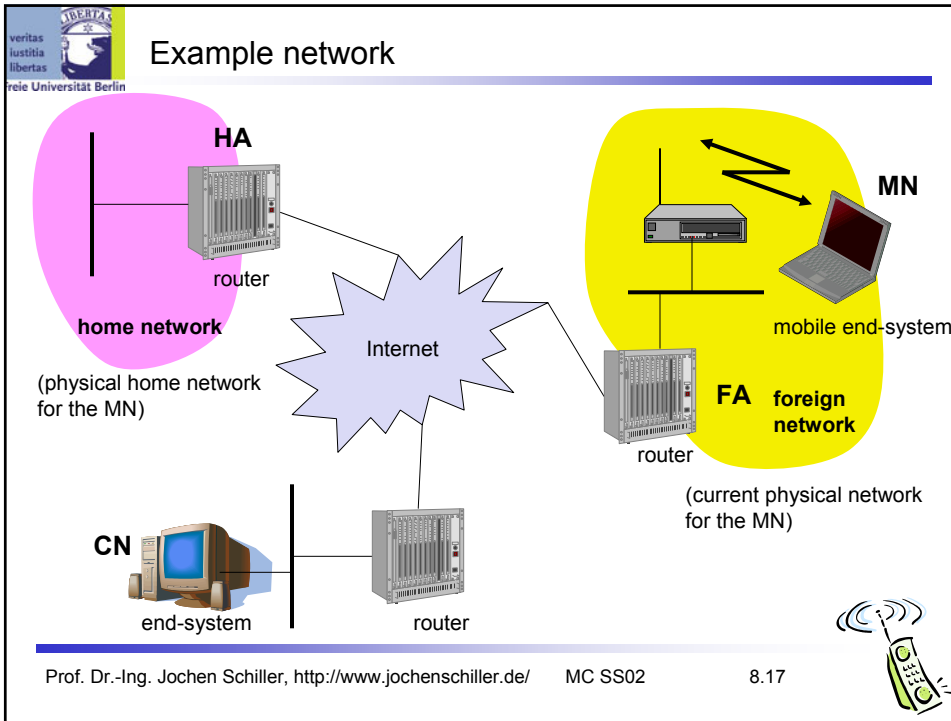 LIBERTAS
veritas
iustitia
libertas
Freie Universität Berlin
Example network
HA
router
home network
(physical home network
for the MN)
Internet
MN
mobile end-system
FA
foreign
network
router
(current physical network
for the MN)
CN
end-system
router
Prof. Dr.-Ing. Jochen Schiller, http://www.jochenschiller.de/ MC SS02 8.17